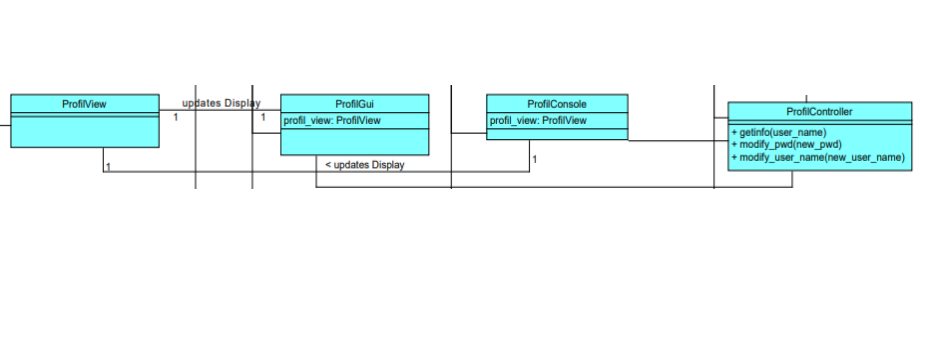 ProfilView
updates Display
1
1
ProfilGui
profil_view: ProfilView
ProfilConsole
profil_view: ProfilView
ProfilController
+ getinfo(user_name)
+ modify_pwd(new_pwd)
+ modify_user_name(new_user_name)
1
< updates Display
1